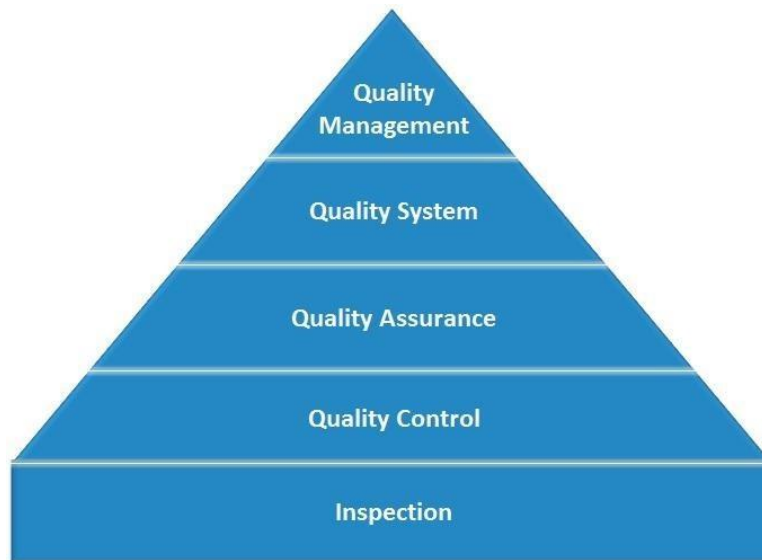 Quality
Management
Quality System
Quality Assurance
Quality Control
Inspection